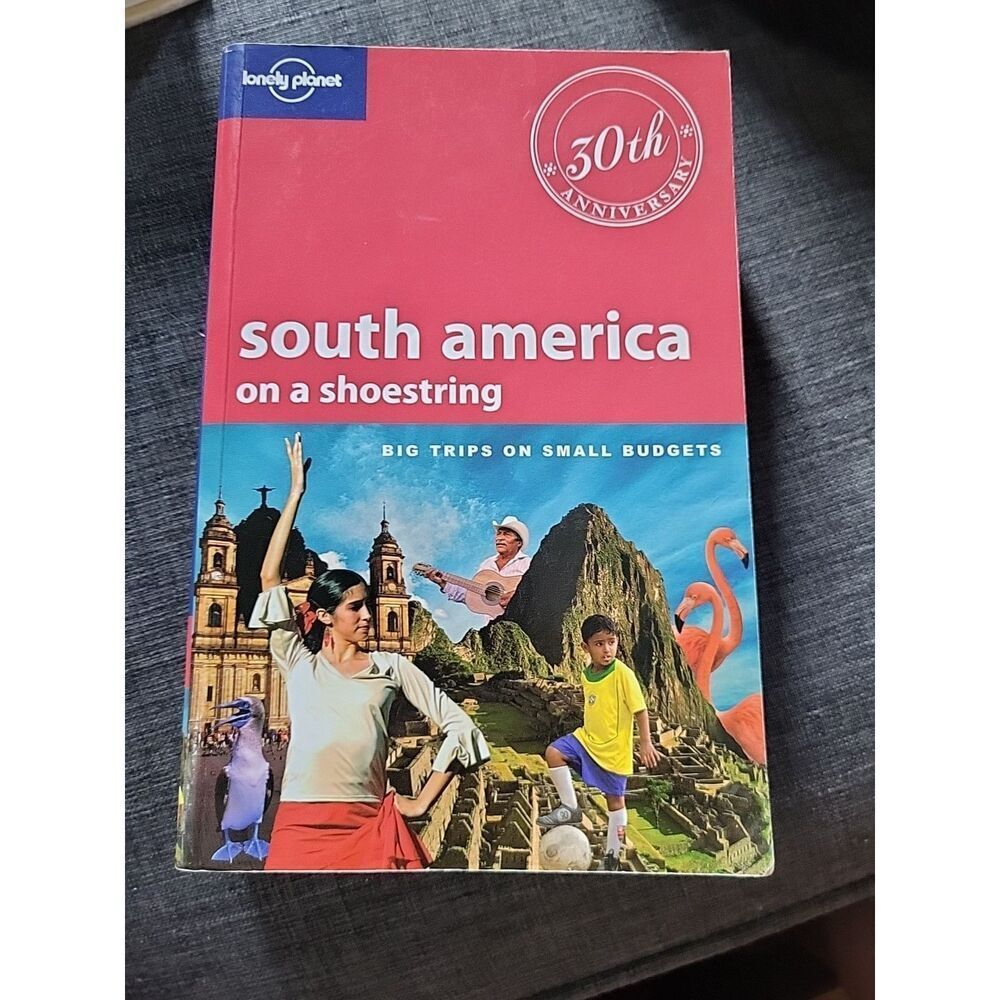 lonely planet
30th
ANNIVERSARY
south america
on a shoestring
BIG TRIPS ON SMALL BUDGETS